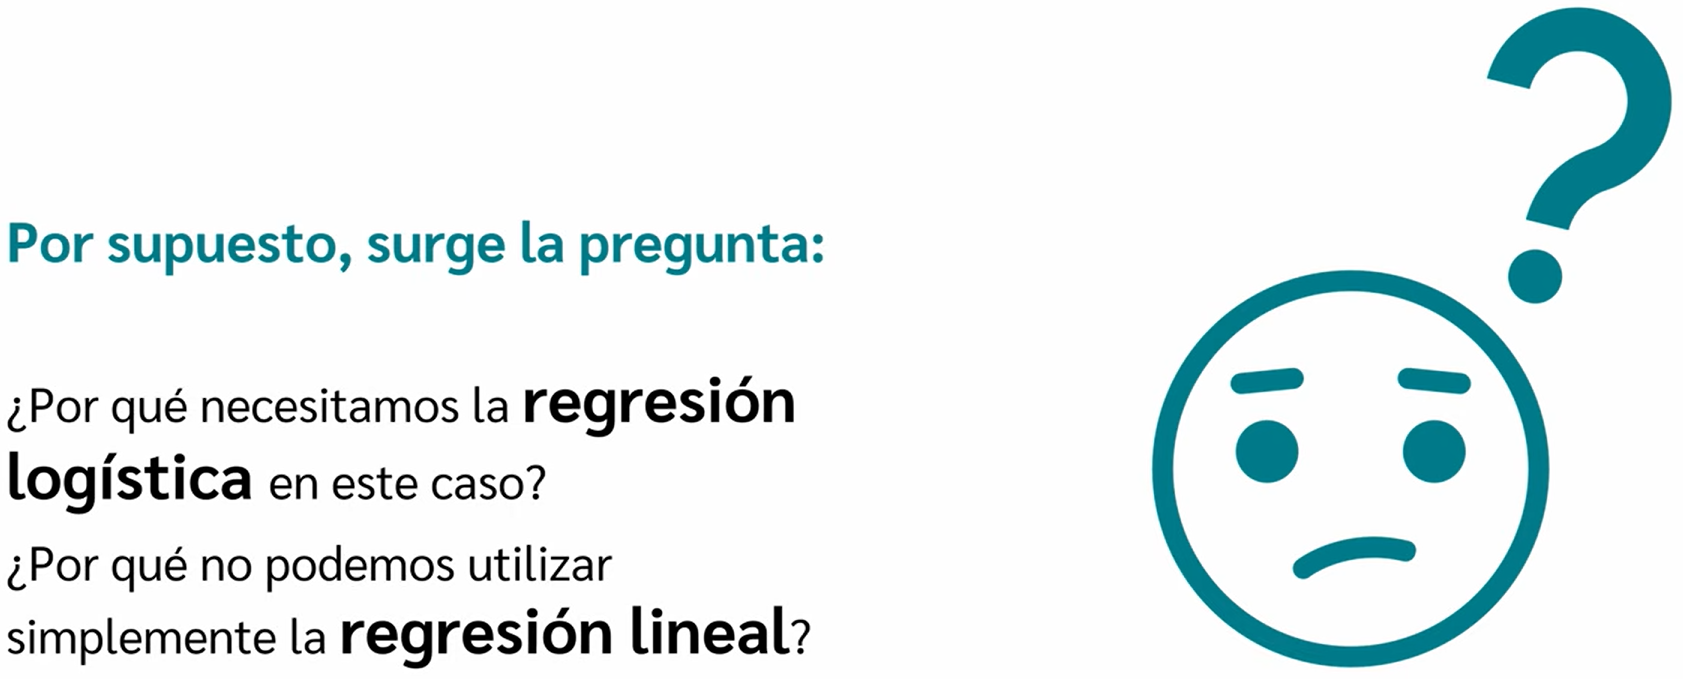 Por supuesto, surge la pregunta:
¿Por qué necesitamos la regresión
logística en este caso?
¿Por qué no podemos utilizar
simplemente la regresión lineal?
?